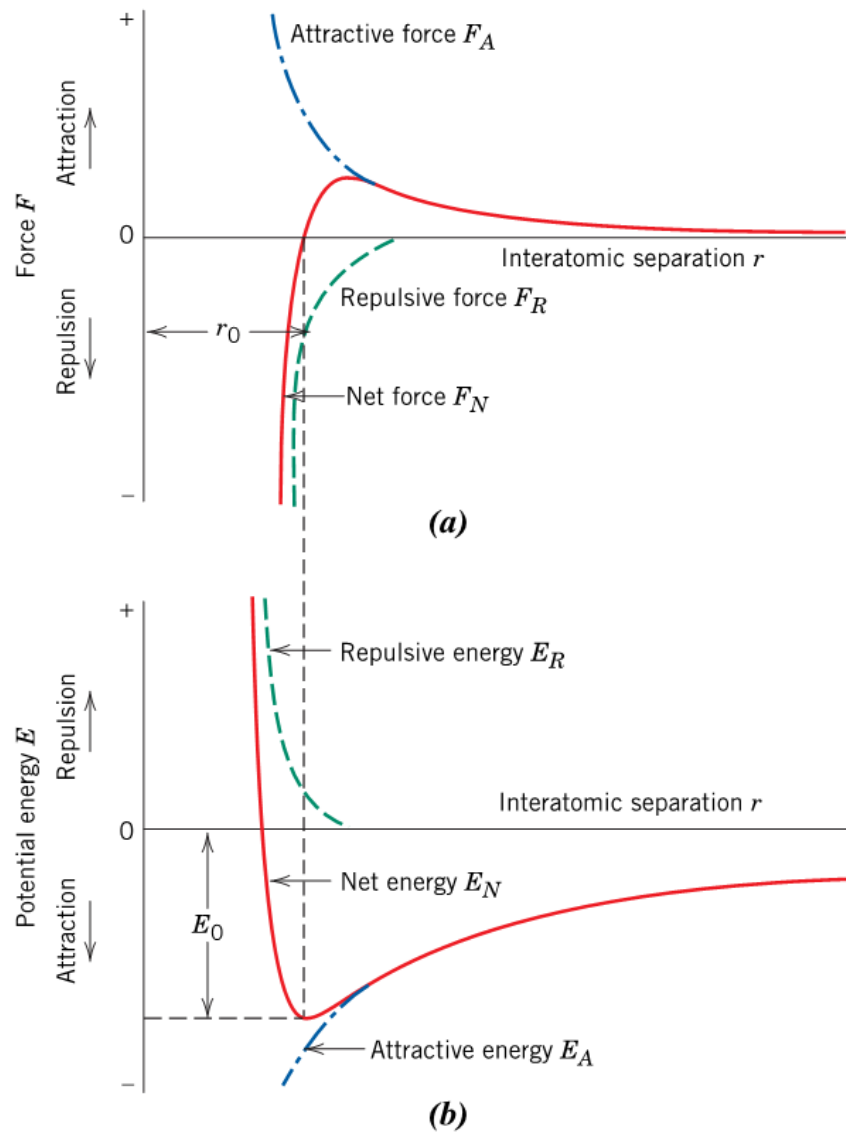 +
Attractive force F_A
Attraction
Force F
0
Interatomic separation r
Repulsive force F_R
Repulsion
r_0
Net force F_N
−
(a)
+
Repulsive energy E_R
Repulsion
Potential energy E
Interatomic separation r
0
Net energy E_N
Attraction
E_0
Attractive energy E_A
−
(b)